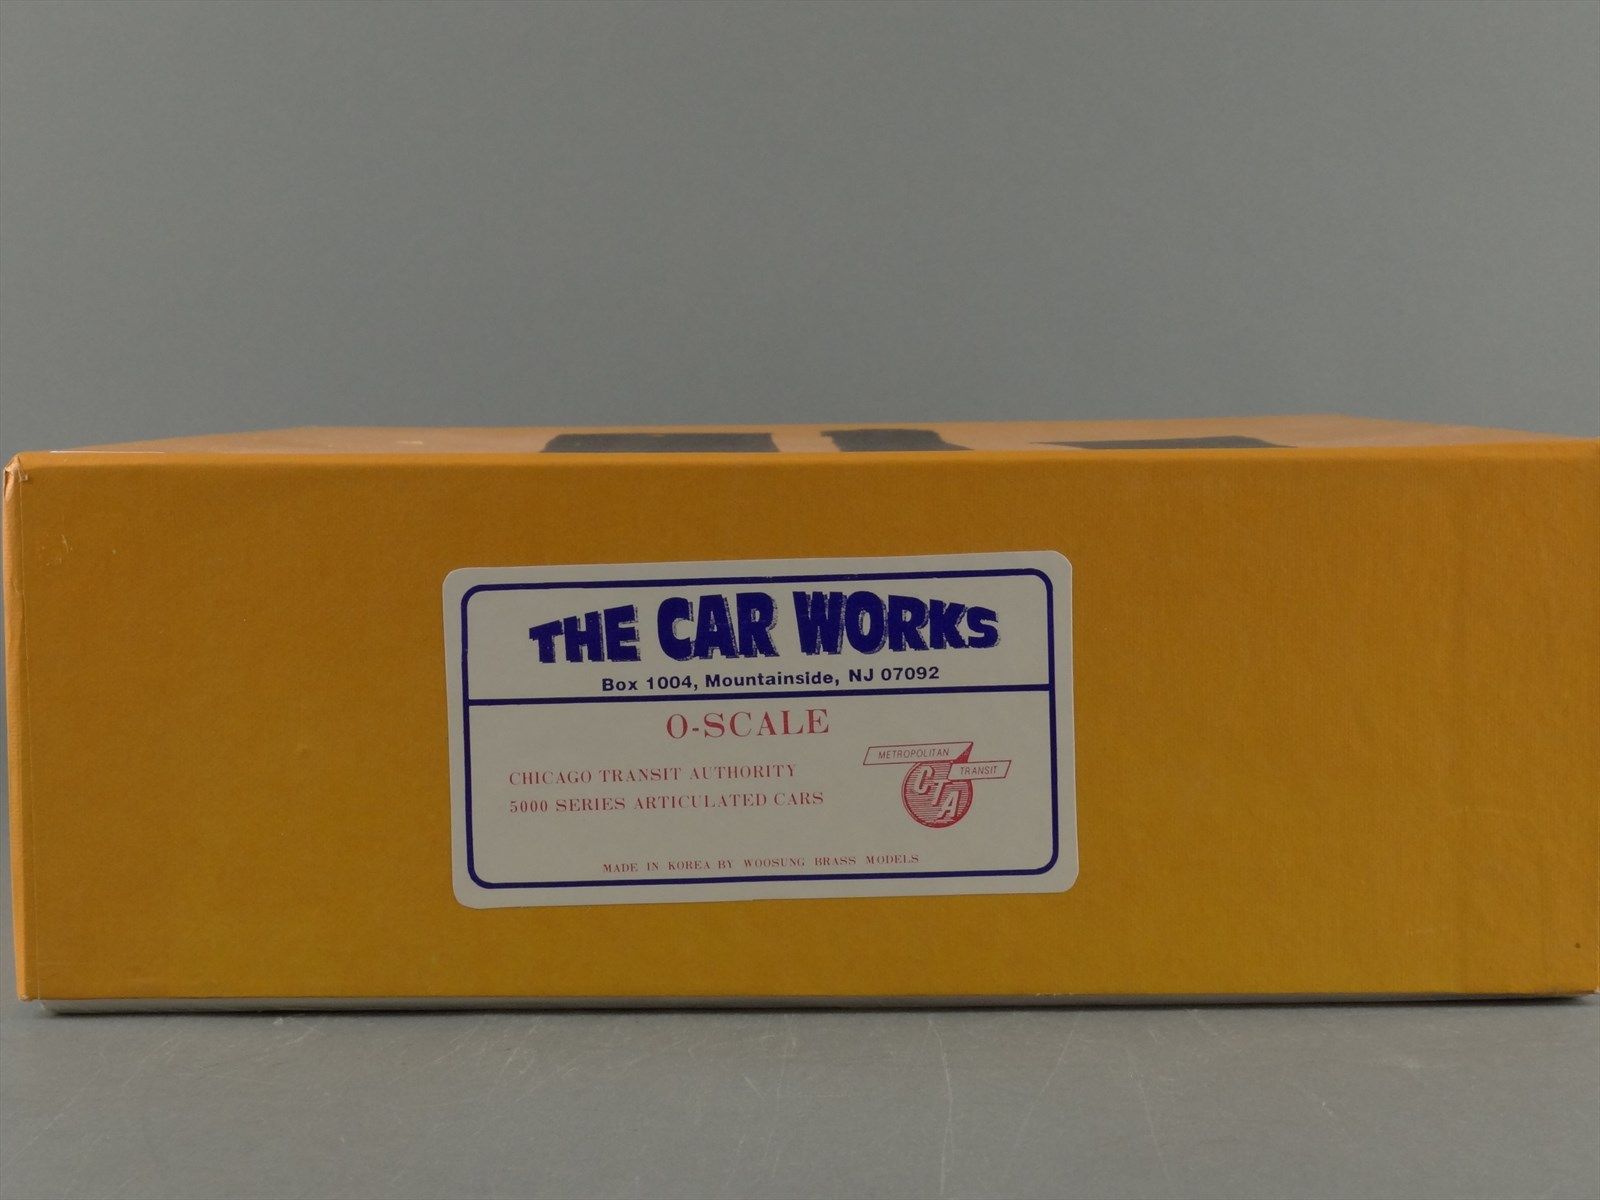 THE CAR WORKS
Box 1004, Mountainside, NJ 07092
O-SCALE
CHICAGO TRANSIT AUTHORITY
5000 SERIES ARTICULATED CARS
METROPOLITAN
TRANSIT
CTA
MADE IN KOREA BY WOOSUNG BRASS MODELS